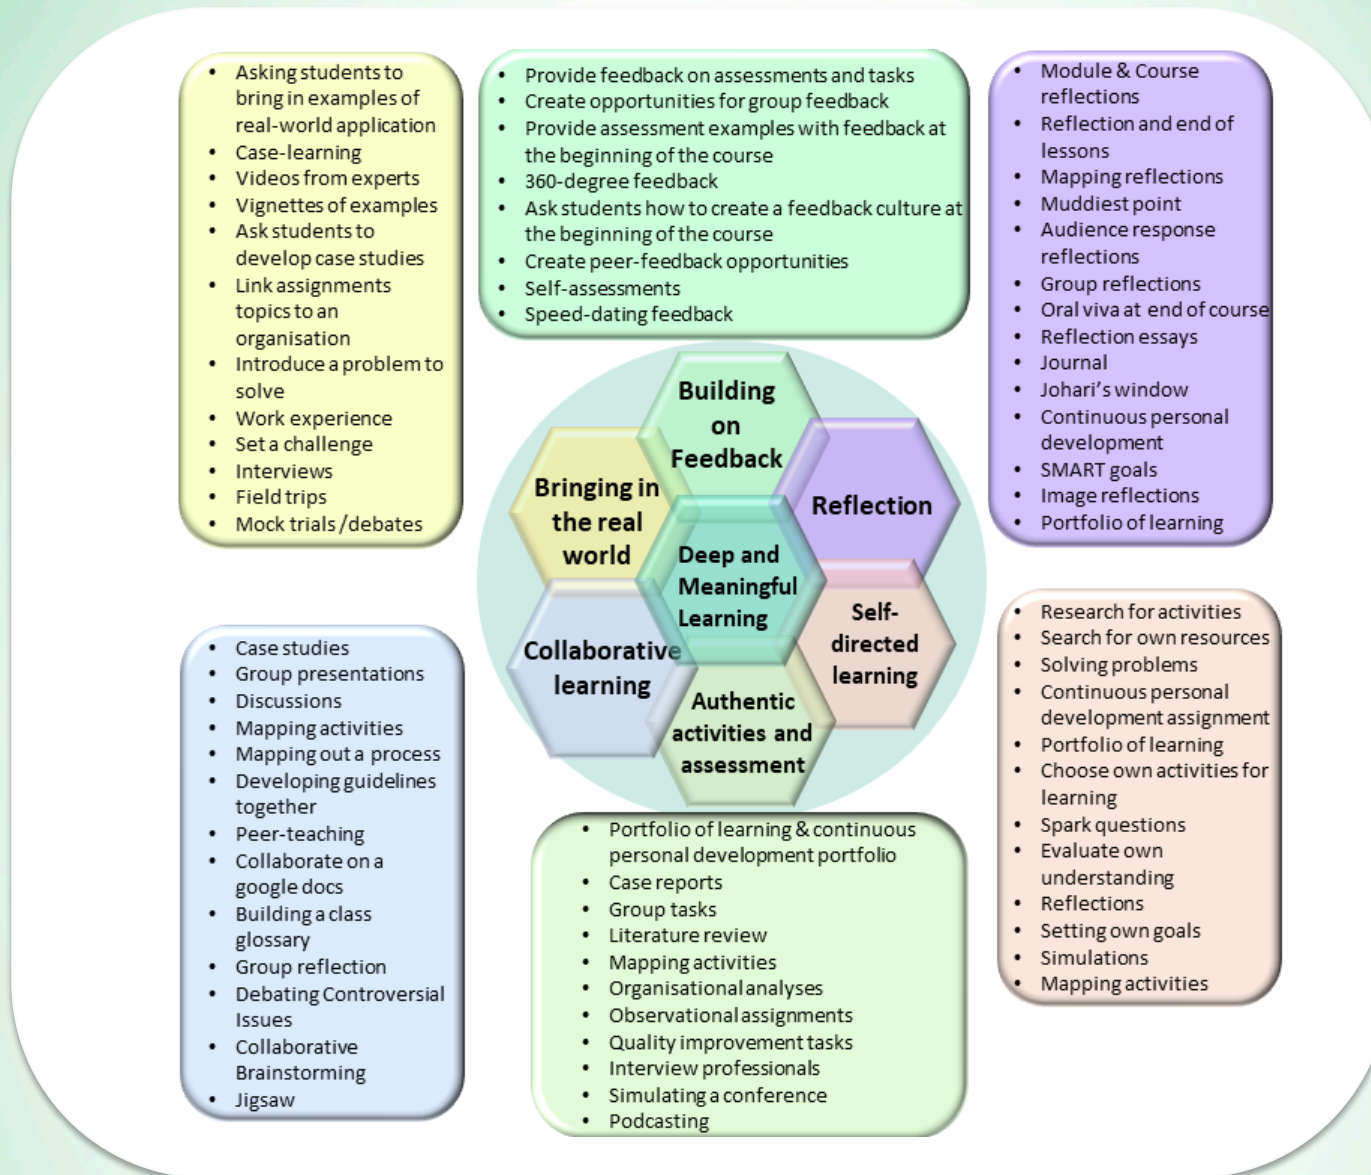 • Asking students to
bring in examples of
real-world application
• Case-learning
• Videos from experts
• Vignettes of examples
• Ask students to
develop case studies
• Link assignments
topics to an
organisation
• Introduce a problem to
solve
• Work experience
• Set a challenge
• Interviews
• Field trips
• Mock trials /debates
• Provide feedback on assessments and tasks
• Create opportunities for group feedback
• Provide assessment examples with feedback at
the beginning of the course
• 360-degree feedback
• Ask students how to create a feedback culture at
the beginning of the course
• Create peer-feedback opportunities
• Self-assessments
• Speed-dating feedback
• Module & Course
reflections
• Reflection and end of
lessons
• Mapping reflections
• Muddiest point
• Audience response
reflections
• Group reflections
• Oral viva at end of course
• Reflection essays
• Journal
• Johari's window
• Continuous personal
development
• SMART goals
• Image reflections
• Portfolio of learning
Building
on
Feedback
Bringing in
the real
world
Reflection
Deep and
Meaningful
Learning
Collaborative
learning
Self-
directed
learning
Authentic
activities and
assessment
• Case studies
• Group presentations
• Discussions
• Mapping activities
• Mapping out a process
• Developing guidelines
together
• Peer-teaching
• Collaborate on a
google docs
• Building a class
glossary
• Group reflection
• Debating Controversial
Issues
• Collaborative
Brainstorming
• Jigsaw
• Portfolio of learning & continuous
personal development portfolio
• Case reports
• Group tasks
• Literature review
• Mapping activities
• Organisational analyses
• Observational assignments
• Quality improvement tasks
• Interview professionals
• Simulating a conference
• Podcasting
• Research for activities
• Search for own resources
• Solving problems
• Continuous personal
development assignment
• Portfolio of learning
• Choose own activities for
learning
• Spark questions
• Evaluate own
understanding
• Reflections
• Setting own goals
• Simulations
• Mapping activities